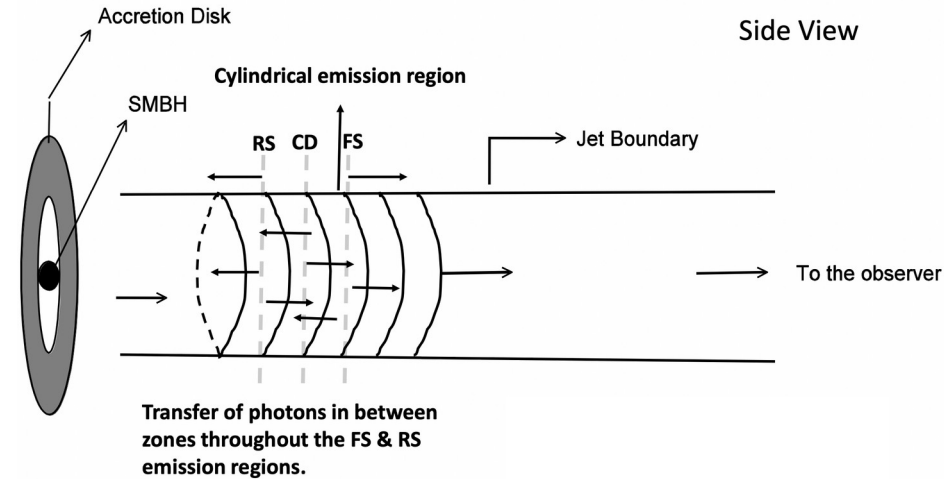 Accretion Disk
Side View
Cylindrical emission region
SMBH
RS CD FS
Jet Boundary
To the observer
Transfer of photons in between
zones throughout the FS & RS
emission regions.